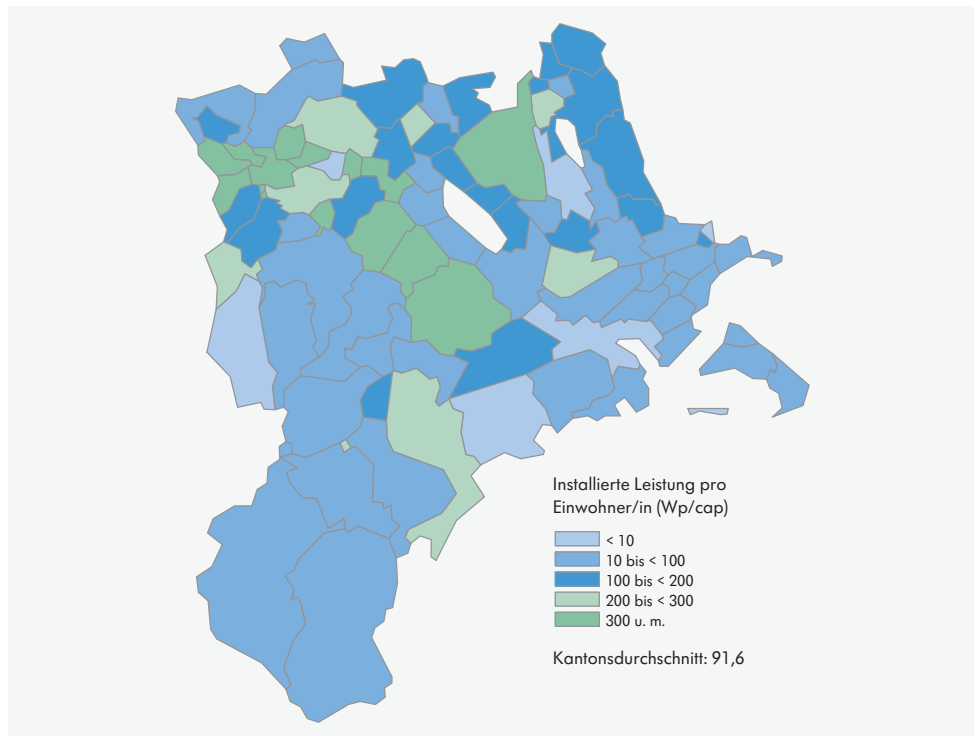 Installierte Leistung pro
Einwohner/in (Wp/cap)
< 10
10 bis < 100
100 bis < 200
200 bis < 300
300 u. m.
Kantonsdurchschnitt: 91,6